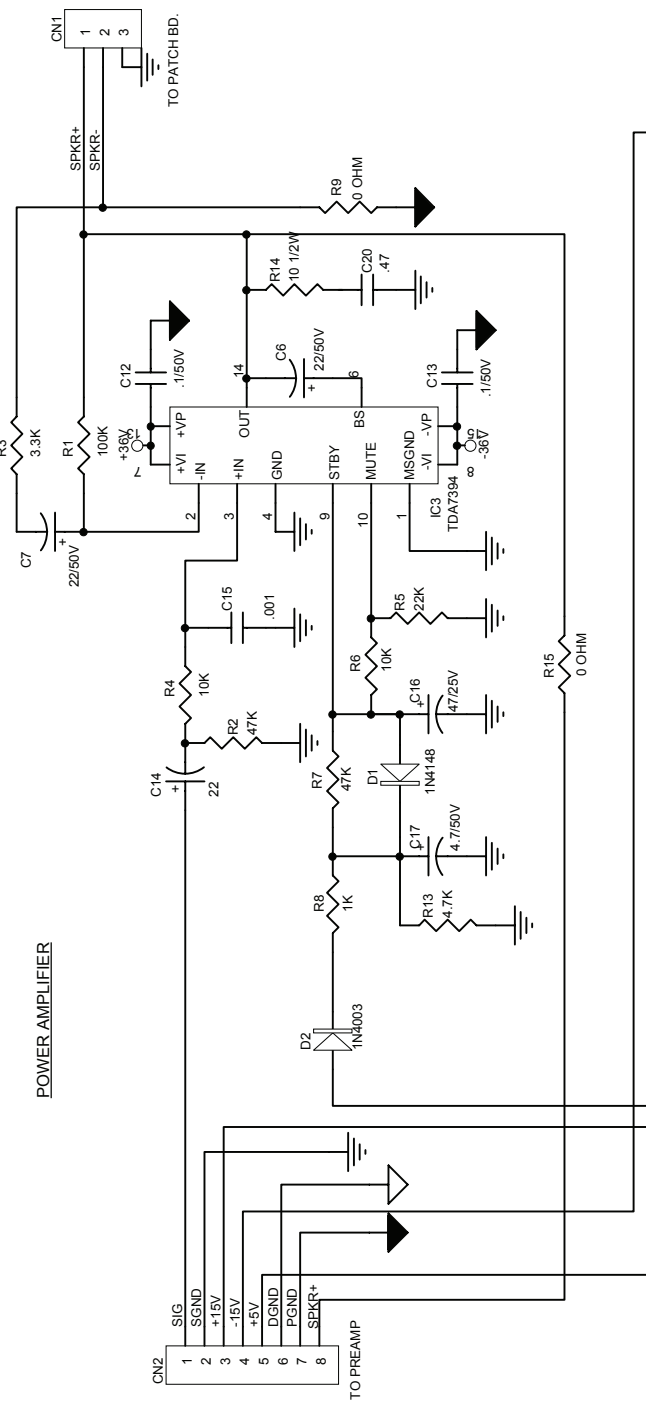 POWER AMPLIFIER
CN1
1
2
3
TO PATCH BD.
SPKR+
SPKR-
R9
0 OHM
R14
10 1/2W
C20
.47
R3
3.3K
R1
100K
C7
+
22/50V
C12
.1/50V
+36V
7
+VI
+VP
-IN
+IN
GND
STBY
MUTE
MSGND
-VI
-VP
OUT
BS
14
6
2
3
4
9
10
1
8
-36V
C6
+
22/50V
C13
.1/50V
IC3
TDA7394
C15
.001
R4
10K
R2
47K
C14
+
22
R5
22K
R6
10K
C16
+
47/25V
R7
47K
D1
1N4148
C17
+
4.7/50V
R8
1K
R13
4.7K
R15
0 OHM
D2
1N4003
CN2
1
2
3
4
5
6
7
8
SIG
SGND
+15V
-15V
+5V
DGND
PGND
SPKR+
TO PREAMP